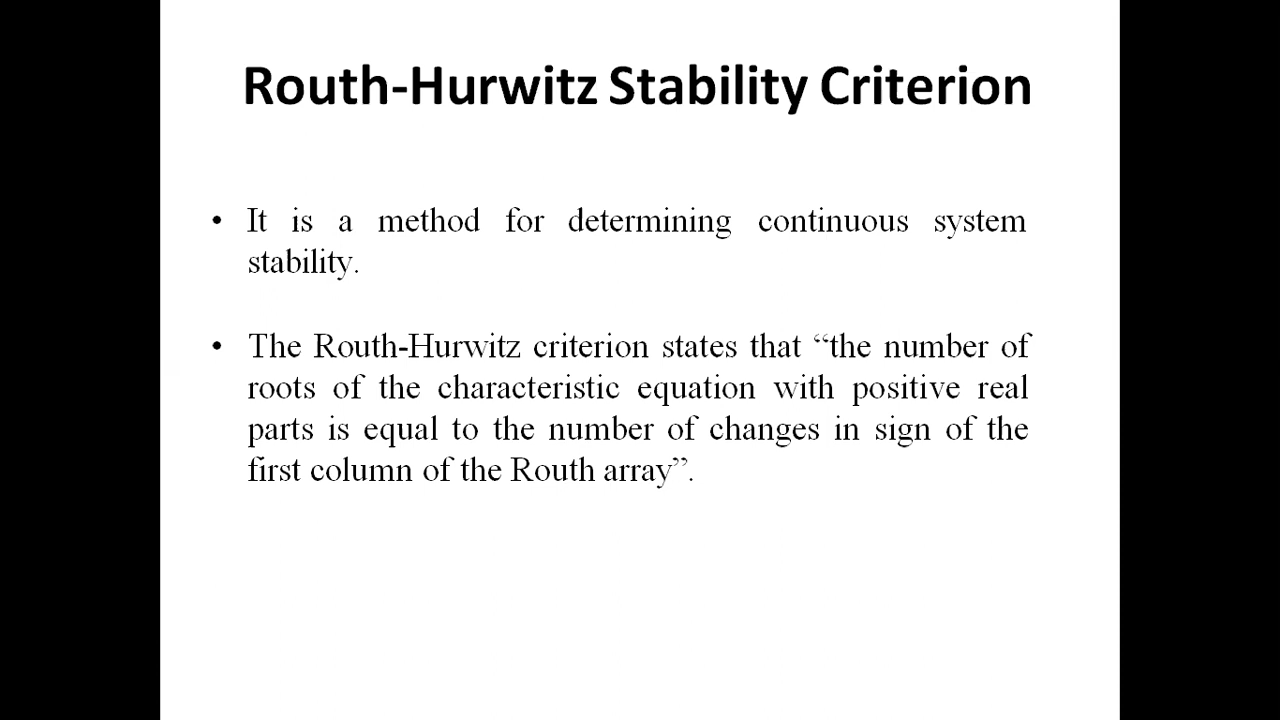 Routh-Hurwitz Stability Criterion
• It is a method for determining continuous system
stability.
• The Routh-Hurwitz criterion states that “the number of
roots of the characteristic equation with positive real
parts is equal to the number of changes in sign of the
first column of the Routh array”.